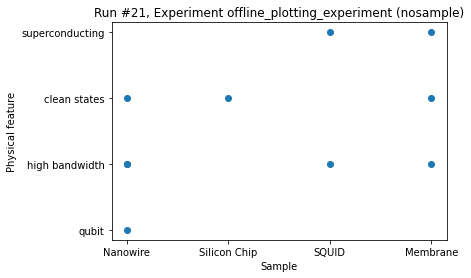 Run #21, Experiment offline_plotting_experiment (nosample)
superconducting
clean states
high bandwidth
qubit
Physical feature
Nanowire Silicon Chip SQUID Membrane
Sample